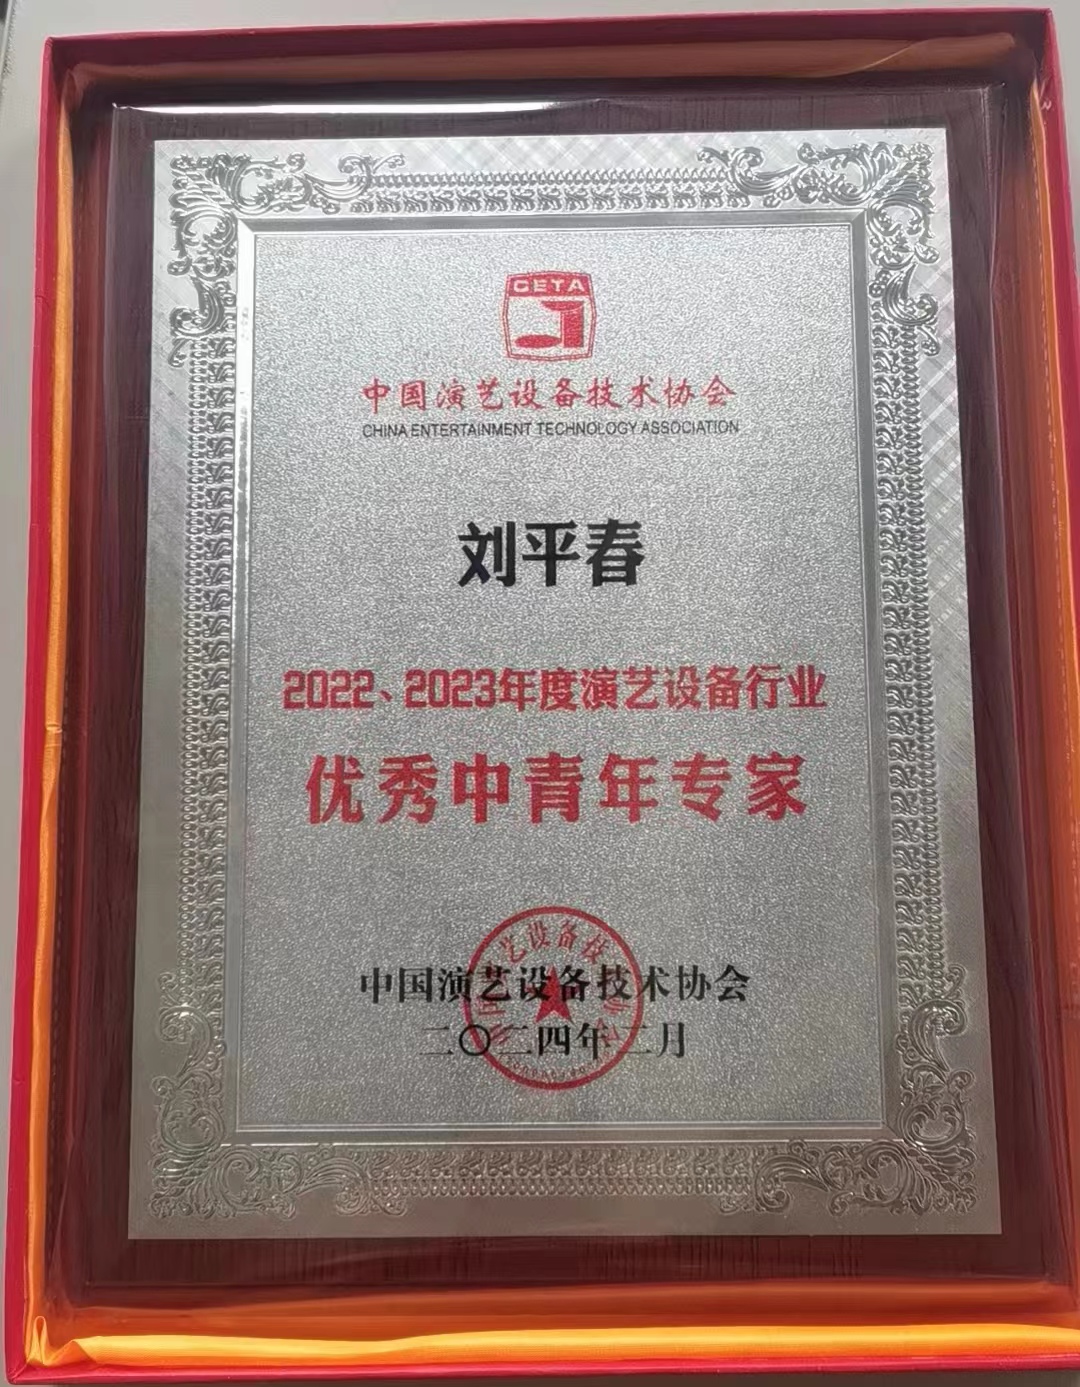 CETA
中国演艺设备技术协会
CHINA ENTERTAINMENT TECHNOLOGY ASSOCIATION
刘平春
2022、2023年度演艺设备行业
优秀中青年专家
中国演艺设备技术协会
二〇二四年二月